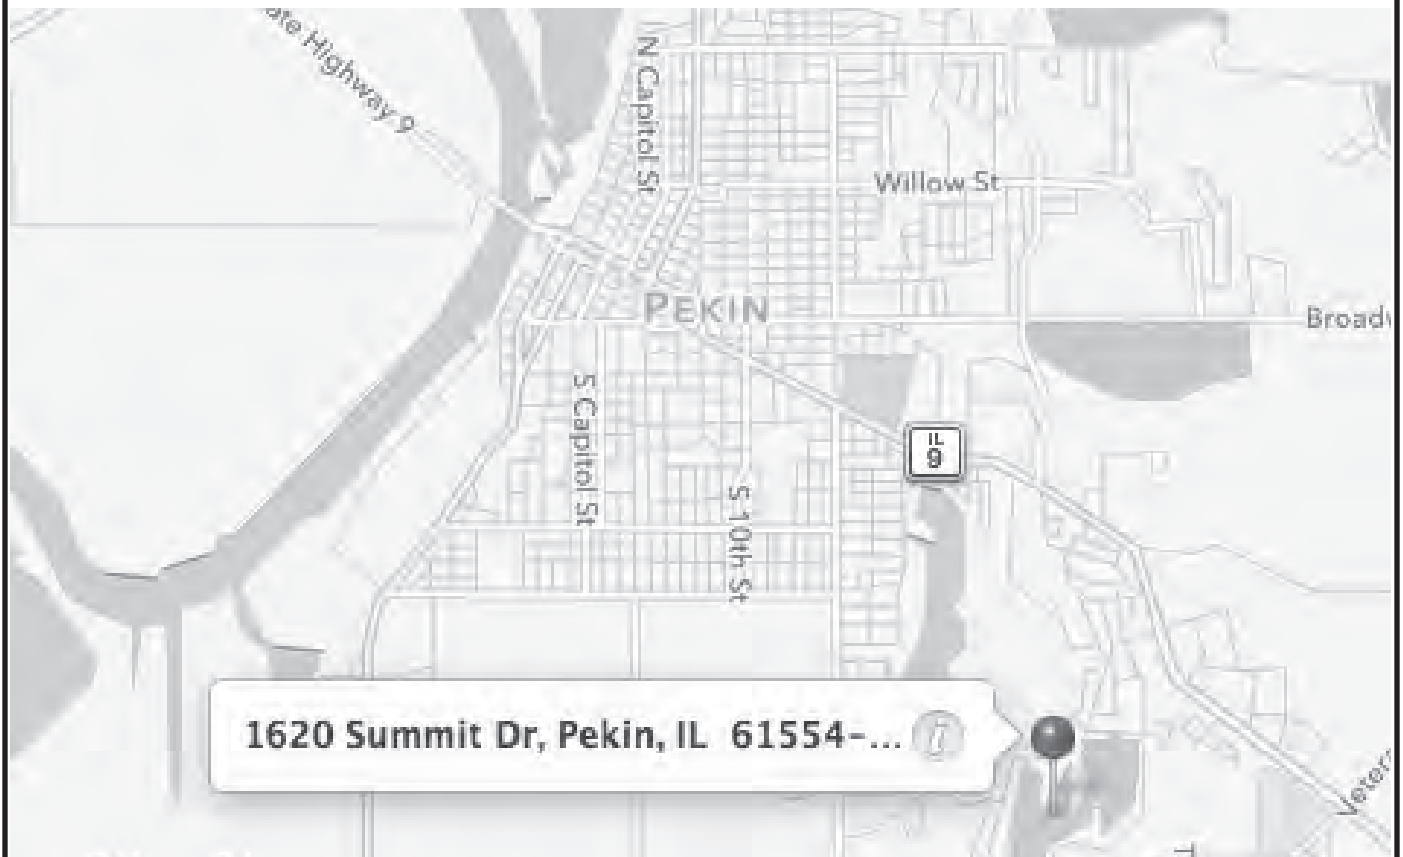 ate Highway 9
N Capitol St
Willow St
PEKIN
Broadw
S Capitol St
IL
9
S 10th St
1620 Summit Dr, Pekin, IL 61554-...
i
Veter
T